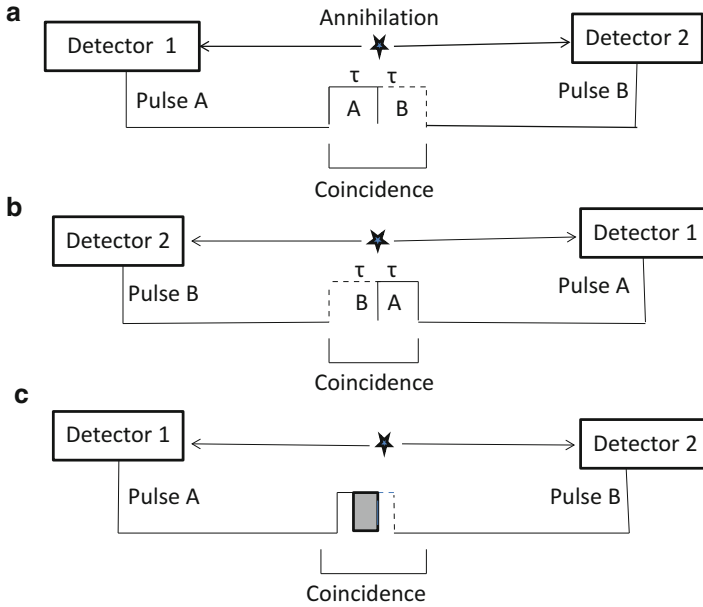 a
Annihilation
Detector 1
Detector 2
τ τ
Pulse A
A B
Pulse B
Coincidence
b
Detector 2
Detector 1
τ τ
Pulse B
B A
Pulse A
Coincidence
c
Detector 1
Detector 2
Pulse A
Pulse B
Coincidence